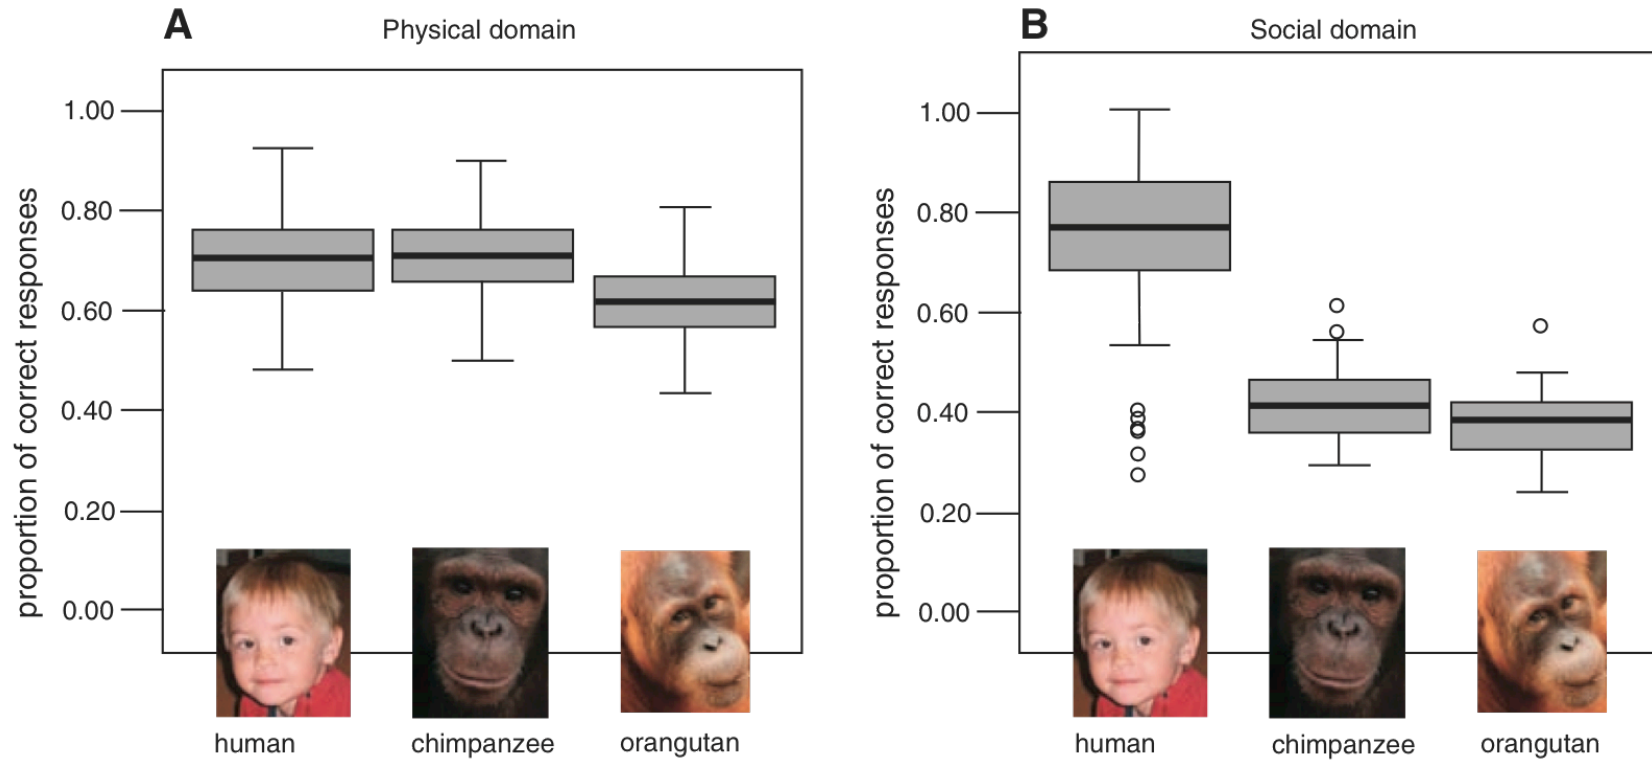 A
Physical domain
proportion of correct responses
1.00
0.80
0.60
0.40
0.20
0.00
human
chimpanzee
orangutan
B
Social domain
proportion of correct responses
1.00
0.80
0.60
0.40
0.20
0.00
human
chimpanzee
orangutan